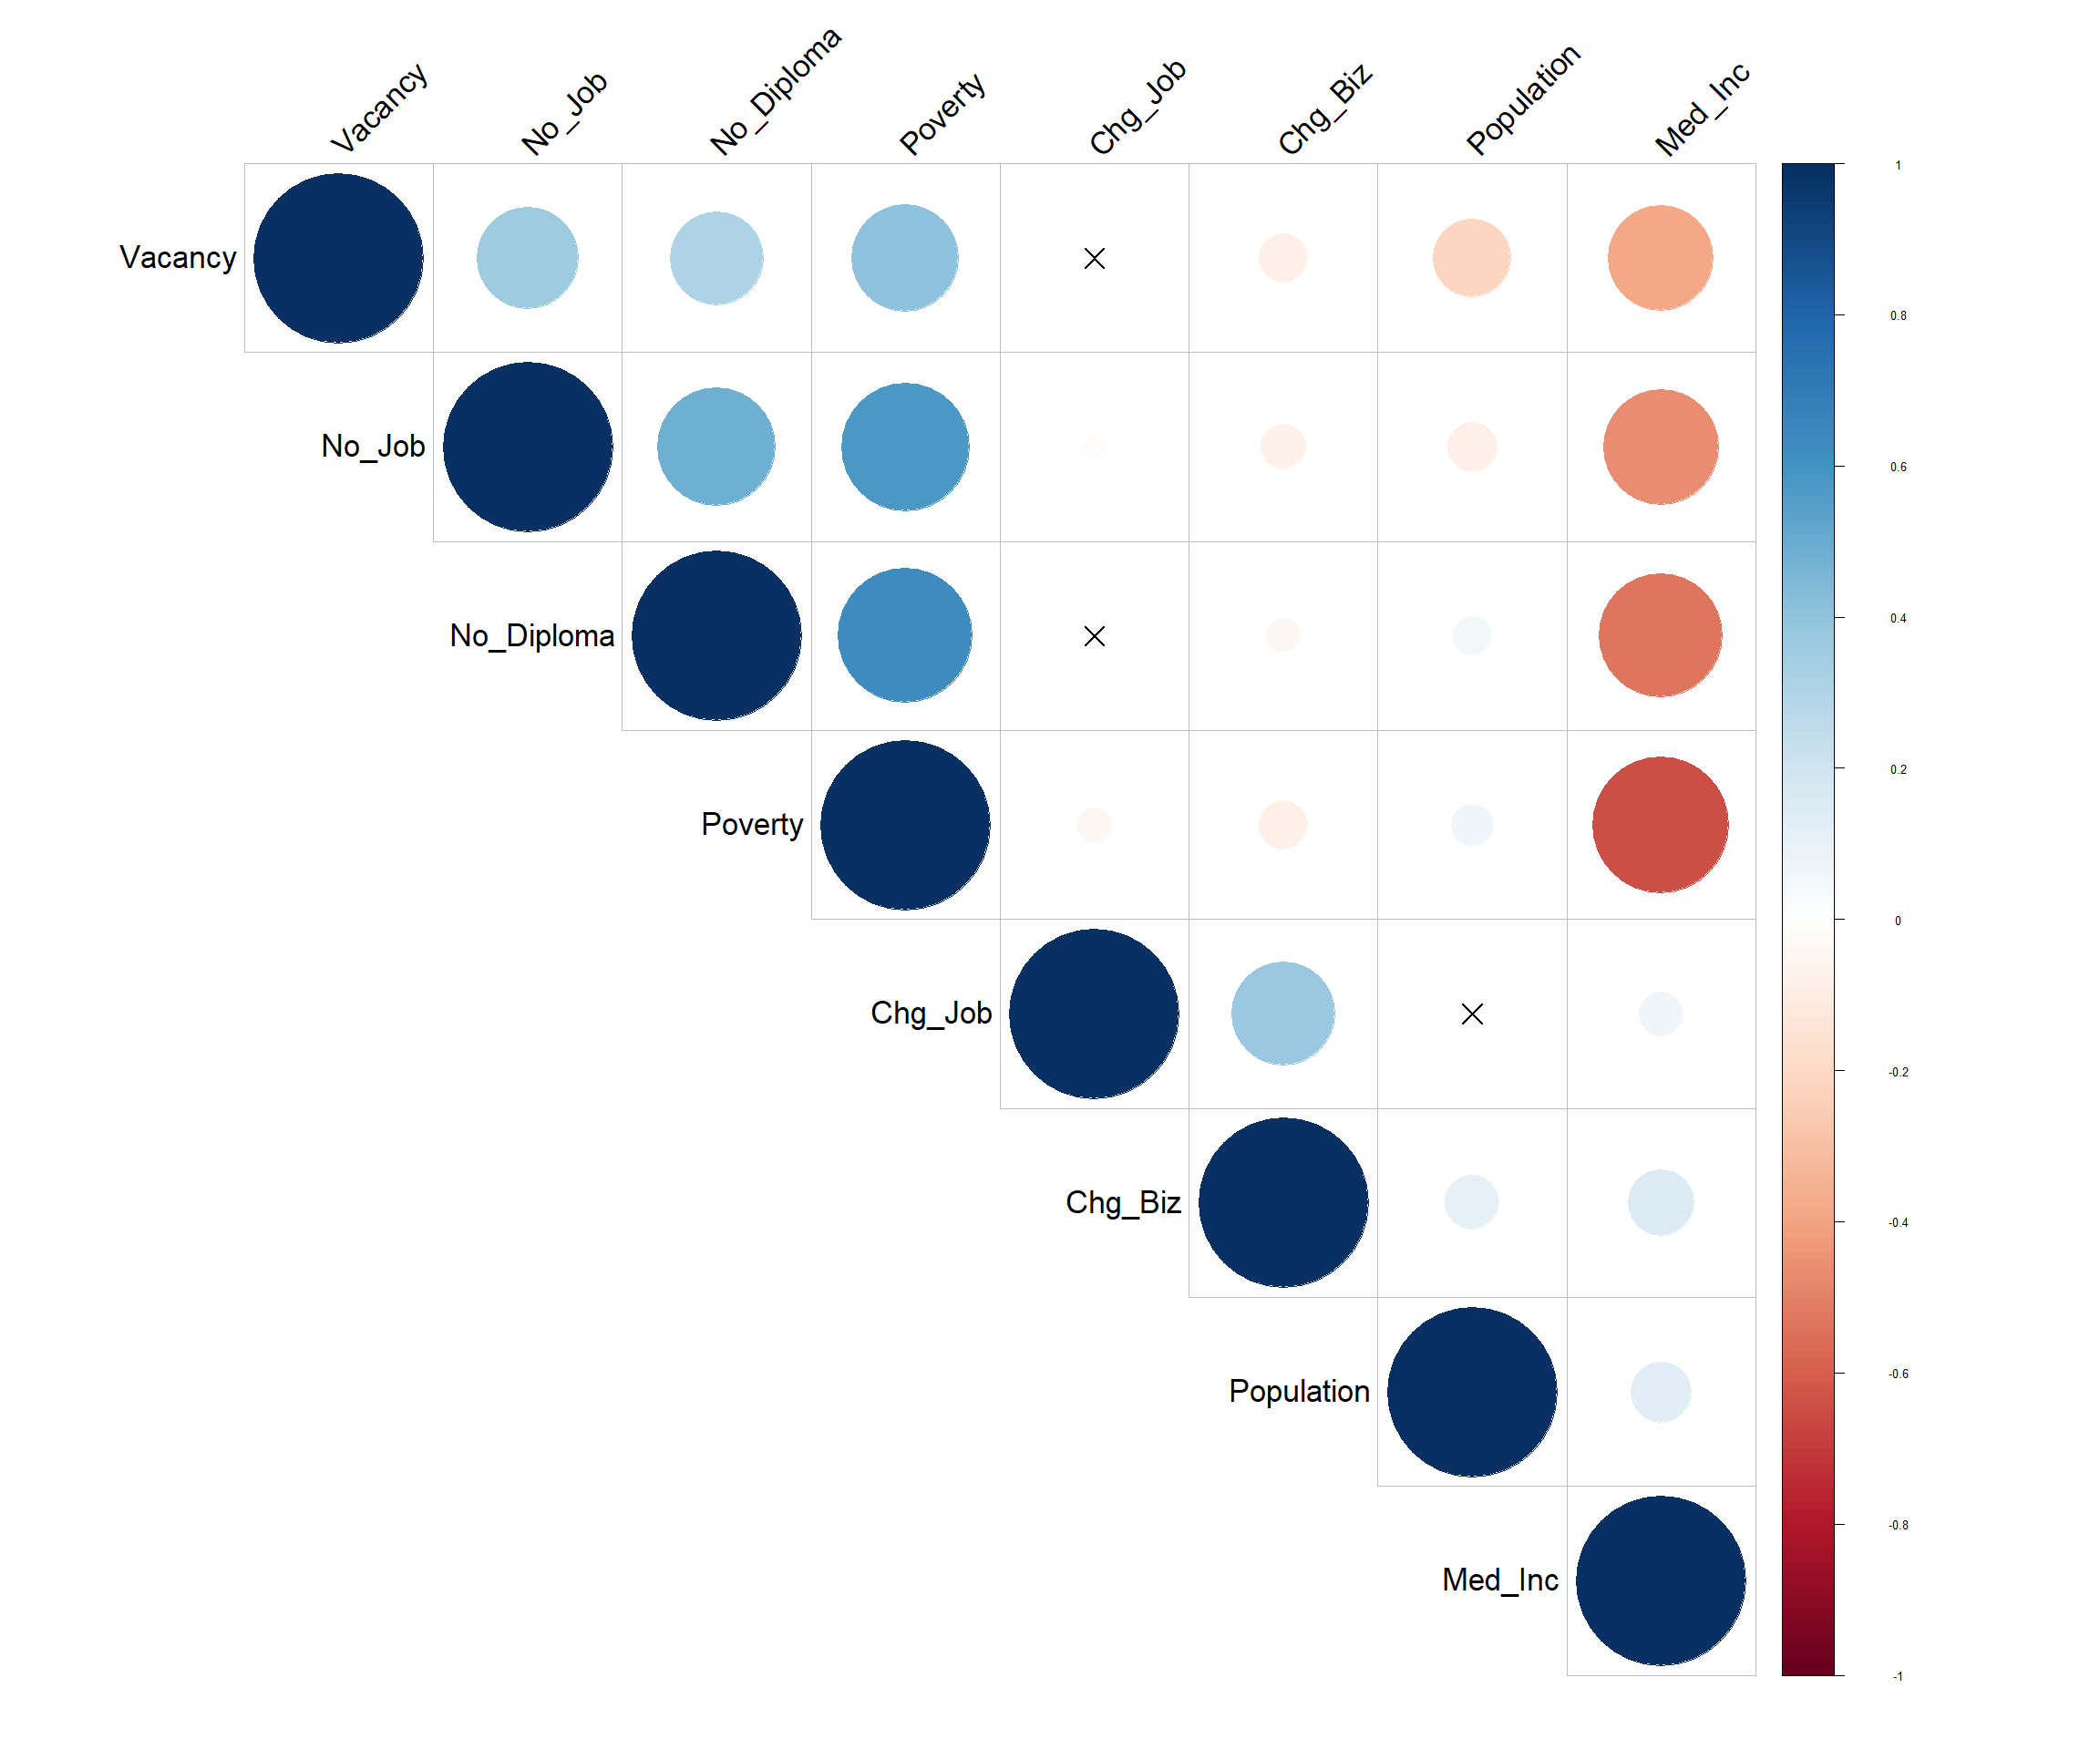 Vacancy
No_Job
No_Diploma
Poverty
Chg_Job
Chg_Biz
Population
Med_Inc
Vacancy
No_Job
No_Diploma
Poverty
Chg_Job
Chg_Biz
Population
Med_Inc
1
0.8
0.6
0.4
0.2
0
-0.2
-0.4
-0.6
-0.8
-1